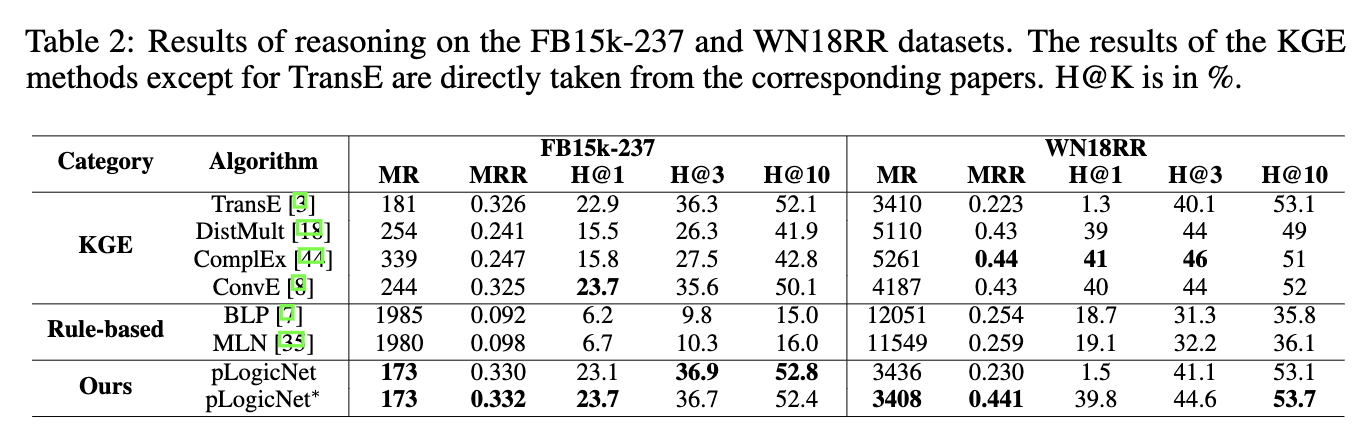 Table 2: Results of reasoning on the FB15k-237 and WN18RR datasets. The results of the KGE
methods except for TransE are directly taken from the corresponding papers. H@K is in %.
Category Algorithm FB15k-237 WN18RR
MR MRR H@1 H@3 H@10 MR MRR H@1 H@3 H@10
KGE
TransE [3] 181 0.326 22.9 36.3 52.1 3410 0.223 1.3 40.1 53.1
DistMult [18] 254 0.241 15.5 26.3 41.9 5110 0.43 39 44 49
ComplEx [44] 339 0.247 15.8 27.5 42.8 5261 0.44 41 46 51
ConvE [8] 244 0.325 23.7 35.6 50.1 4187 0.43 40 44 52
Rule-based
BLP [7] 1985 0.092 6.2 9.8 15.0 12051 0.254 18.7 31.3 35.8
MLN [35] 1980 0.098 6.7 10.3 16.0 11549 0.259 19.1 32.2 36.1
Ours
pLogicNet 173 0.330 23.1 36.9 52.8 3436 0.230 1.5 41.1 53.1
pLogicNet* 173 0.332 23.7 36.7 52.4 3408 0.441 39.8 44.6 53.7